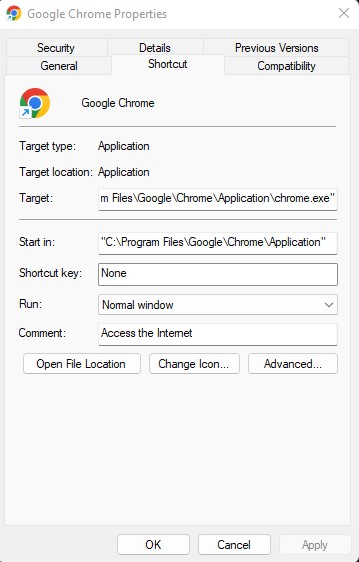 Google Chrome Properties
Security Details Previous Versions
General Shortcut Compatibility
Google Chrome
Target type: Application
Target location: Application
Target: m Files\Google\Chrome\Application\chrome.exe"
Start in: "C:\Program Files\Google\Chrome\Application"
Shortcut key: None
Run: Normal window
Comment: Access the Internet
Open File Location Change Icon... Advanced...
OK Cancel Apply